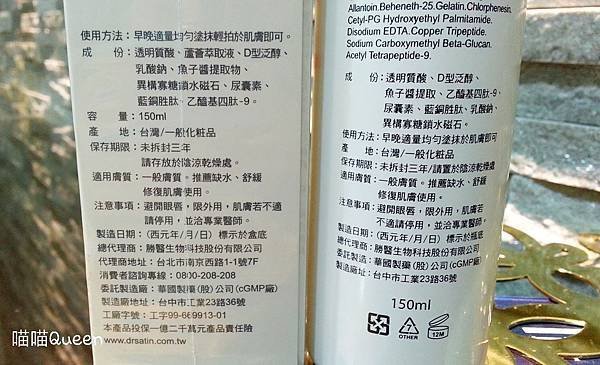 使用方法：早晚適量均勻塗抹輕拍於肌膚即可。
成　　份：透明質酸、蘆薈萃取液、D型泛醇、
乳酸鈉、魚子醬提取物、
異構寡糖鎖水磁石、尿囊素、
藍銅胜肽、乙醯基四肽-9。
容　　量：150ml
產　　地：台灣/一般化粧品
保存期限：未拆封三年
請存放於陰涼乾燥處
適用膚質：一般膚質。推薦缺水、舒緩
修復肌膚使用。
注意事項：避開眼唇，限外用，肌膚若不適
請停用，並洽專業醫師。
製造日期：（西元年/月/日）標示於盒底
總代理商：勝醫生物科技股份有限公司
代理商地址：台北市南京西路1-1號7F
消費者諮詢專線：0800-208-208
委託製造廠：華國製藥(股)公司(cGMP廠)
製造廠地址：台中市工業23路36號
工廠字號：工字99-669913-01
本產品投保一億二千萬元產品責任險
www.drsatin.com.tw
Allantoin.Beheneth-25.Gelatin.Chlorphenesin.
Cetyl-PG Hydroxyethyl Palmitamide.
Disodium EDTA.Copper Tripeptide.
Sodium Carboxymethyl Beta-Glucan.
Acetyl Tetrapeptide-9.
成　　份：透明質酸、D型泛醇、
魚子醬提取、乙醯基四肽-9、
尿囊素、藍銅胜肽、乳酸鈉、
異構寡糖鎖水磁石。
使用方法：早晚適量均勻塗抹於肌膚即可
產　　地：台灣/一般化粧品
保存期限：未拆封三年/請置於陰涼乾燥處
適用膚質：一般膚質。推薦缺水、舒緩
修復肌膚使用。
注意事項：避開眼唇，限外用，肌膚若不適
請停用，並洽專業醫師。
製造日期：（西元年/月/日）標示於瓶底
總代理商：勝醫生物科技股份有限公司
委託製造廠：華國製藥(股)公司(cGMP廠)
製造廠地址：台中市工業23路36號
150ml
7
OTHER
12M
喵喵Queen